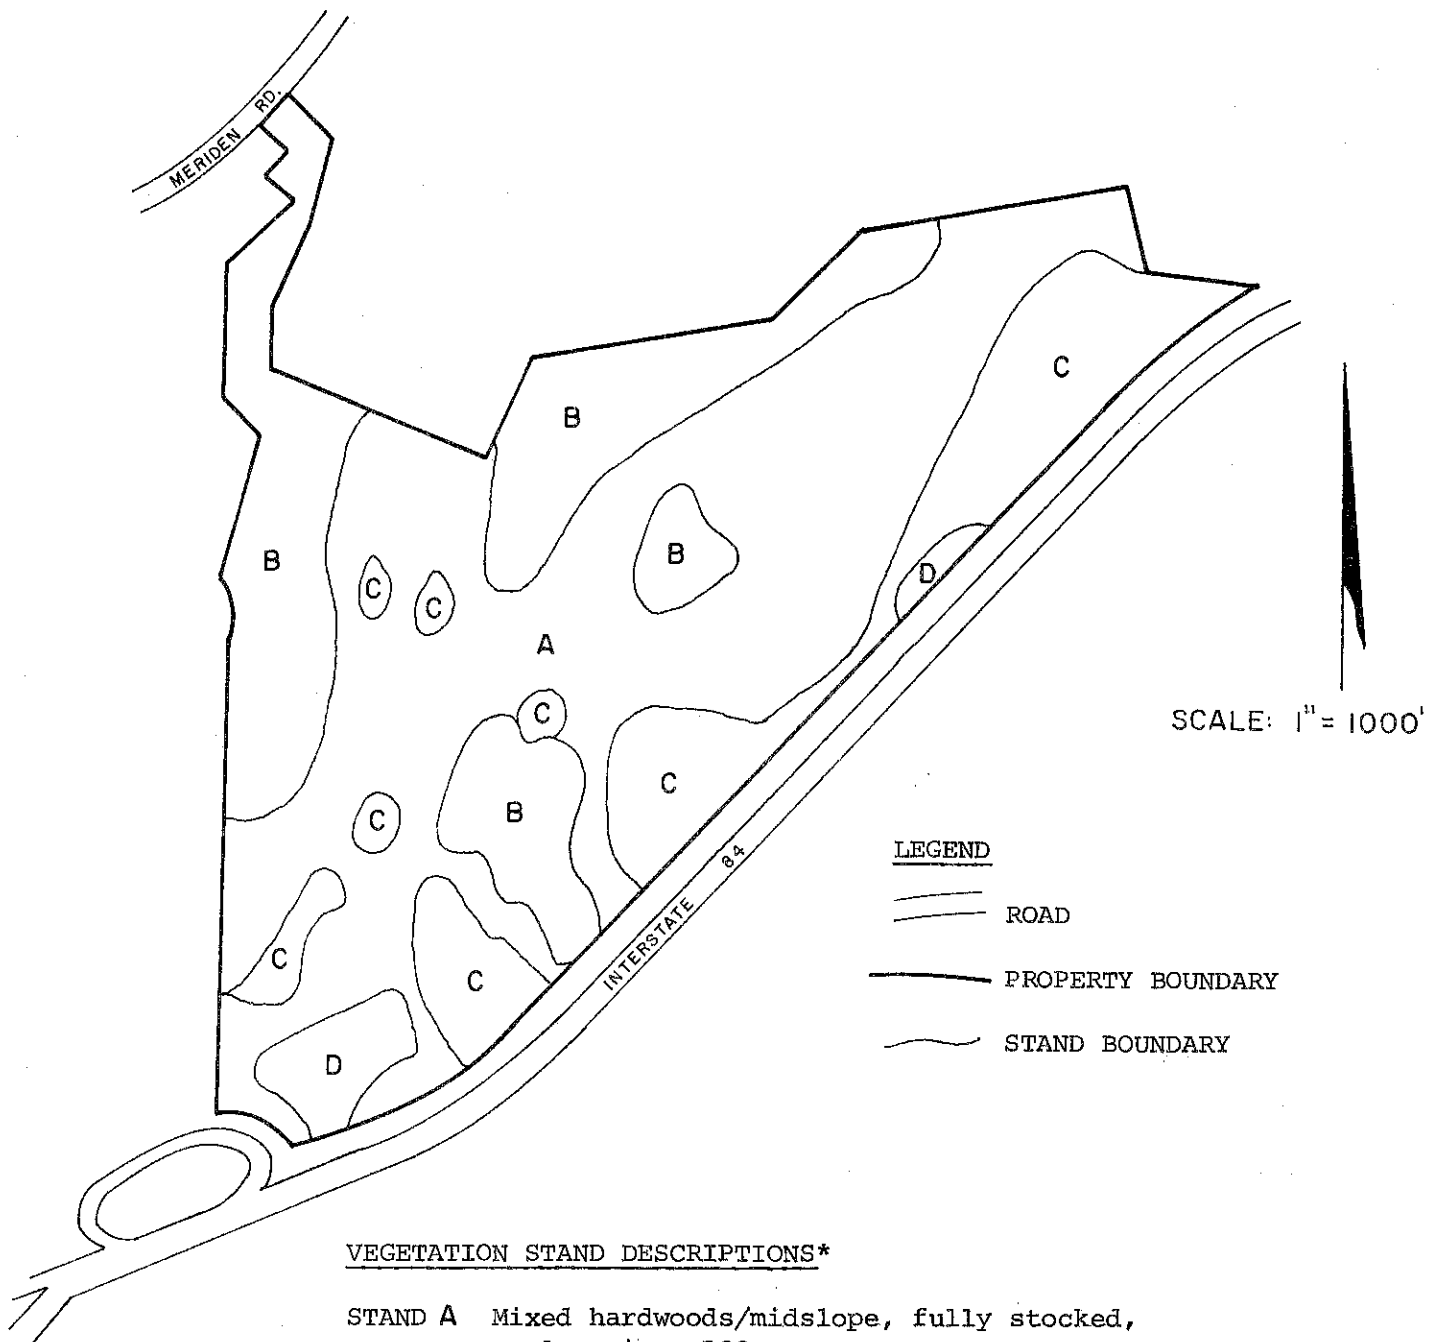 MERIDEN RD.
B
C
B
C
C
B
D
A
C
C
B
C
C
C
D
INTERSTATE 84
SCALE: 1" = 1000'
LEGEND
ROAD
PROPERTY BOUNDARY
STAND BOUNDARY
VEGETATION STAND DESCRIPTIONS*
STAND A Mixed hardwoods/midslope, fully stocked,